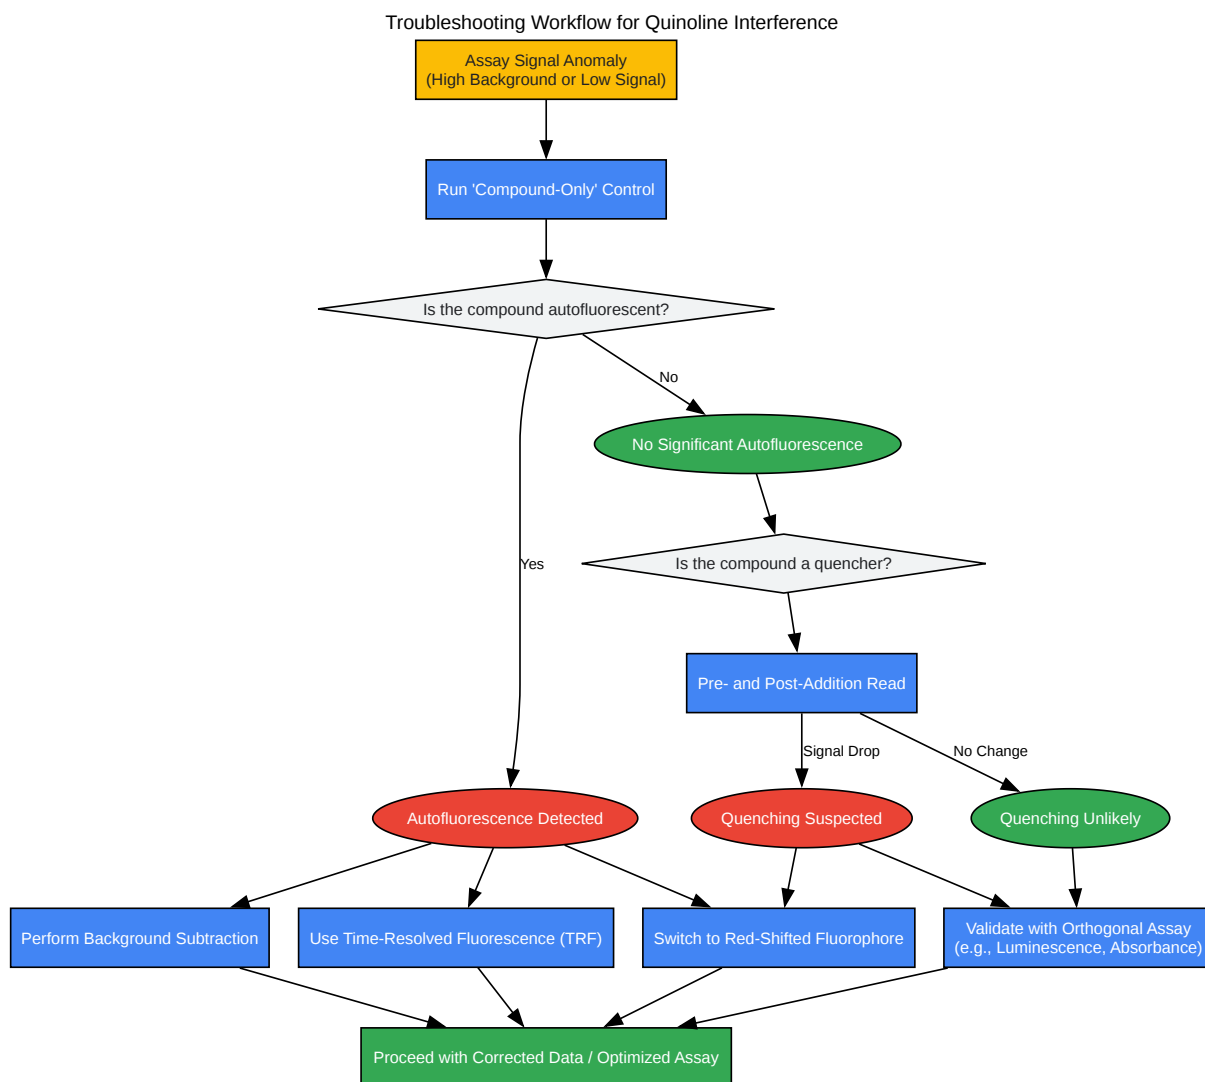 Troubleshooting Workflow for Quinoline Interference
Assay Signal Anomaly
(High Background or Low Signal)
Run 'Compound-Only' Control
Is the compound autofluorescent?
No
No Significant Autofluorescence
Yes
Is the compound a quencher?
Pre- and Post-Addition Read
Signal Drop
No Change
Autofluorescence Detected
Quenching Suspected
Quenching Unlikely
Perform Background Subtraction
Use Time-Resolved Fluorescence (TRF)
Switch to Red-Shifted Fluorophore
Validate with Orthogonal Assay
(e.g., Luminescence, Absorbance)
Proceed with Corrected Data / Optimized Assay